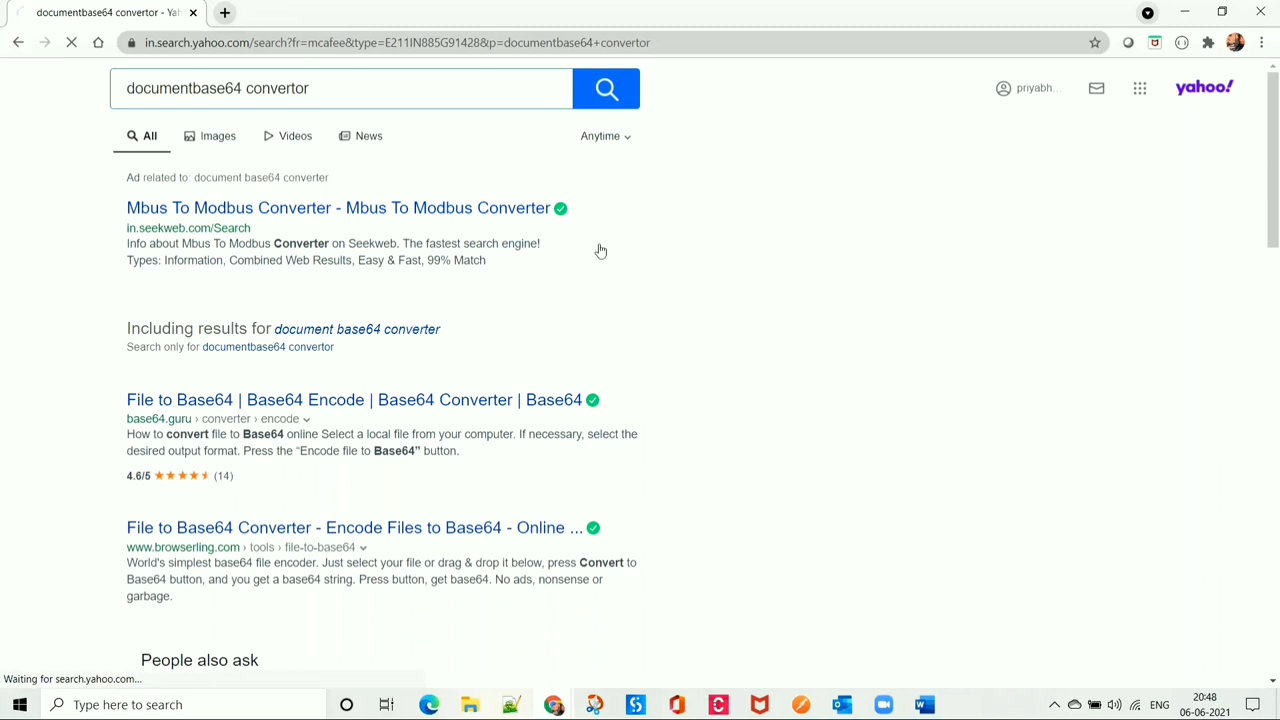 documentbase64 convertor - Yah
in.search.yahoo.com/search?fr=mcafee&type=E211IN885G91428&p=documentbase64+convertor
documentbase64 convertor
priyabh...
yahoo!
All
Images
Videos
News
Anytime
Ad related to: document base64 converter
Mbus To Modbus Converter - Mbus To Modbus Converter
in.seekweb.com/Search
Info about Mbus To Modbus Converter on Seekweb. The fastest search engine!
Types: Information, Combined Web Results, Easy & Fast, 99% Match
Including results for document base64 converter
Search only for documentbase64 convertor
File to Base64 | Base64 Encode | Base64 Converter | Base64
base64.guru › converter › encode
How to convert file to Base64 online Select a local file from your computer. If necessary, select the
desired output format. Press the “Encode file to Base64” button.
4.6/5 (14)
File to Base64 Converter - Encode Files to Base64 - Online ...
www.browserling.com › tools › file-to-base64
World's simplest base64 file encoder. Just select your file or drag & drop it below, press Convert to
Base64 button, and you get a base64 string. Press button, get base64. No ads, nonsense or
garbage.
People also ask
Waiting for search.yahoo.com...
Type here to search
ENG
20:48
06-06-2021